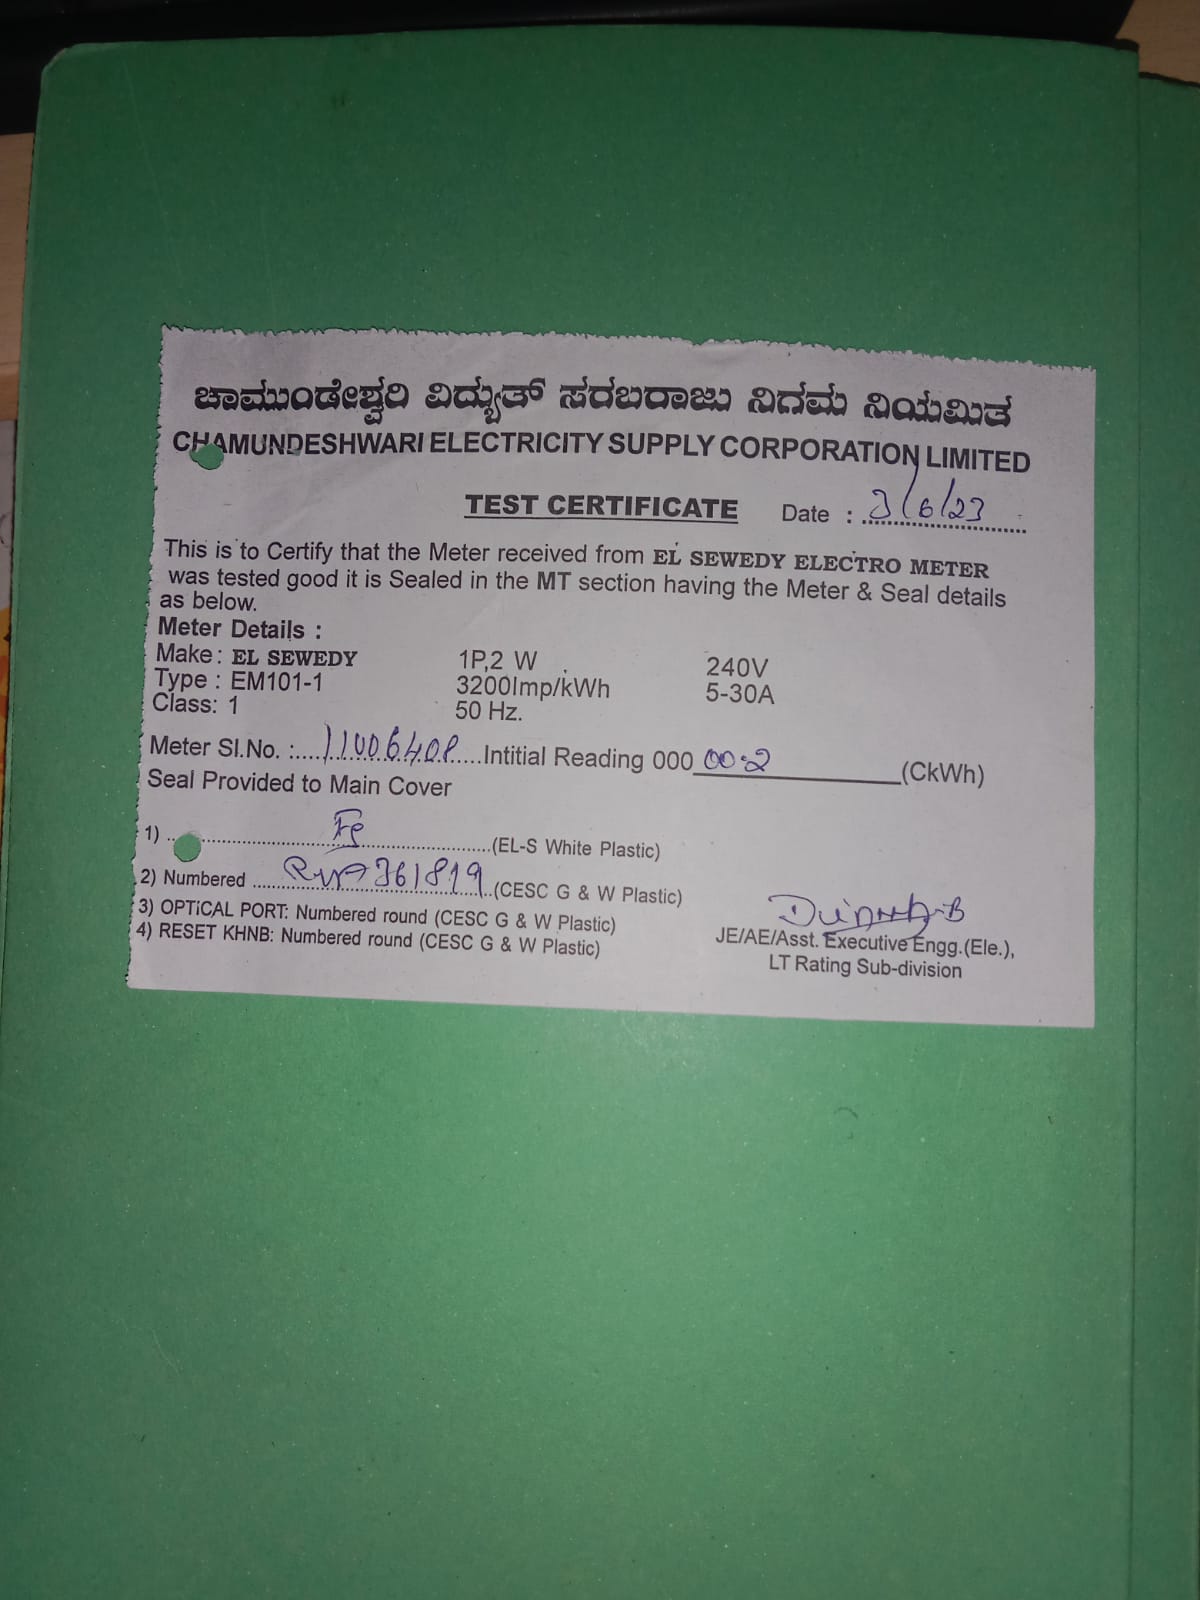 ಚಾಮುಂಡೇಶ್ವರಿ ವಿದ್ಯುತ್ ಸರಬರಾಜು ನಿಗಮ ನಿಯಮಿತ
CHAMUNDESHWARI ELECTRICITY SUPPLY CORPORATION LIMITED
TEST CERTIFICATE Date : 3/6/23
This is to Certify that the Meter received from EL SEWEDY ELECTRO METER
was tested good it is Sealed in the MT section having the Meter & Seal details
as below.
Meter Details :
Make : EL SEWEDY 1P,2 W 240V
Type : EM101-1 3200Imp/kWh 5-30A
Class: 1 50 Hz.
Meter Sl.No. : 11006408 Intitial Reading 000 00.2 (CkWh)
Seal Provided to Main Cover
1) (EL-S White Plastic)
2) Numbered 361819 (CESC G & W Plastic)
3) OPTiCAL PORT: Numbered round (CESC G & W Plastic)
4) RESET KHNB: Numbered round (CESC G & W Plastic)
JE/AE/Asst. Executive Engg.(Ele.),
LT Rating Sub-division